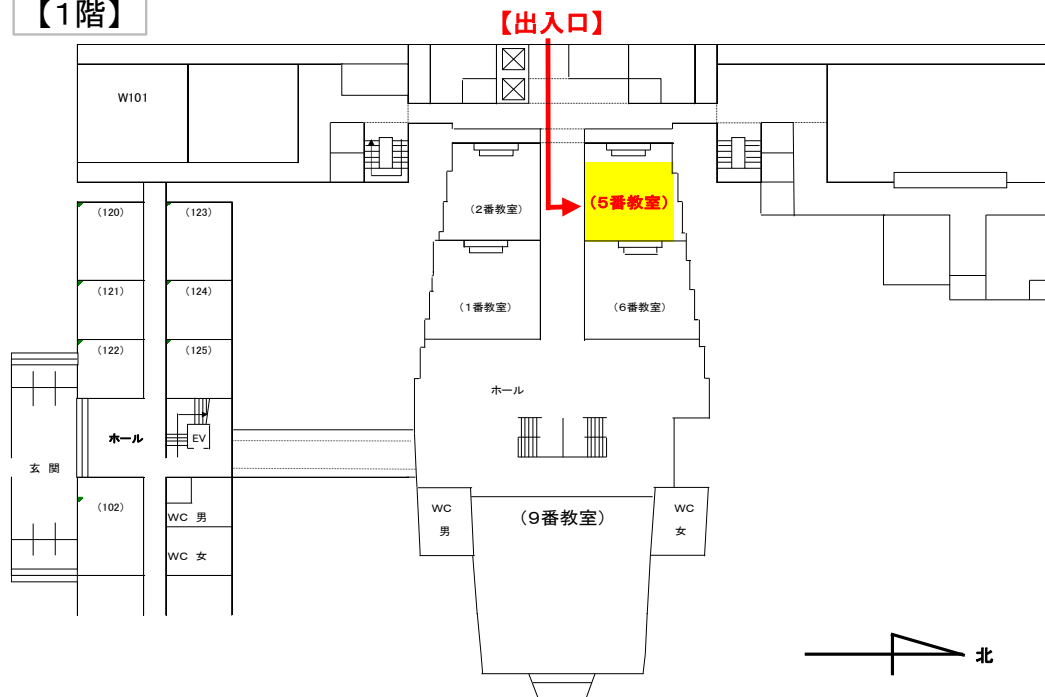 【1階】
【出入口】
W101
(2番教室)
(5番教室)
(120)
(123)
(121)
(124)
(1番教室)
(6番教室)
(122)
(125)
ホール
ホール
EV
玄 関
(102)
WC 男
WC 女
WC
男
(9番教室)
WC
女
北